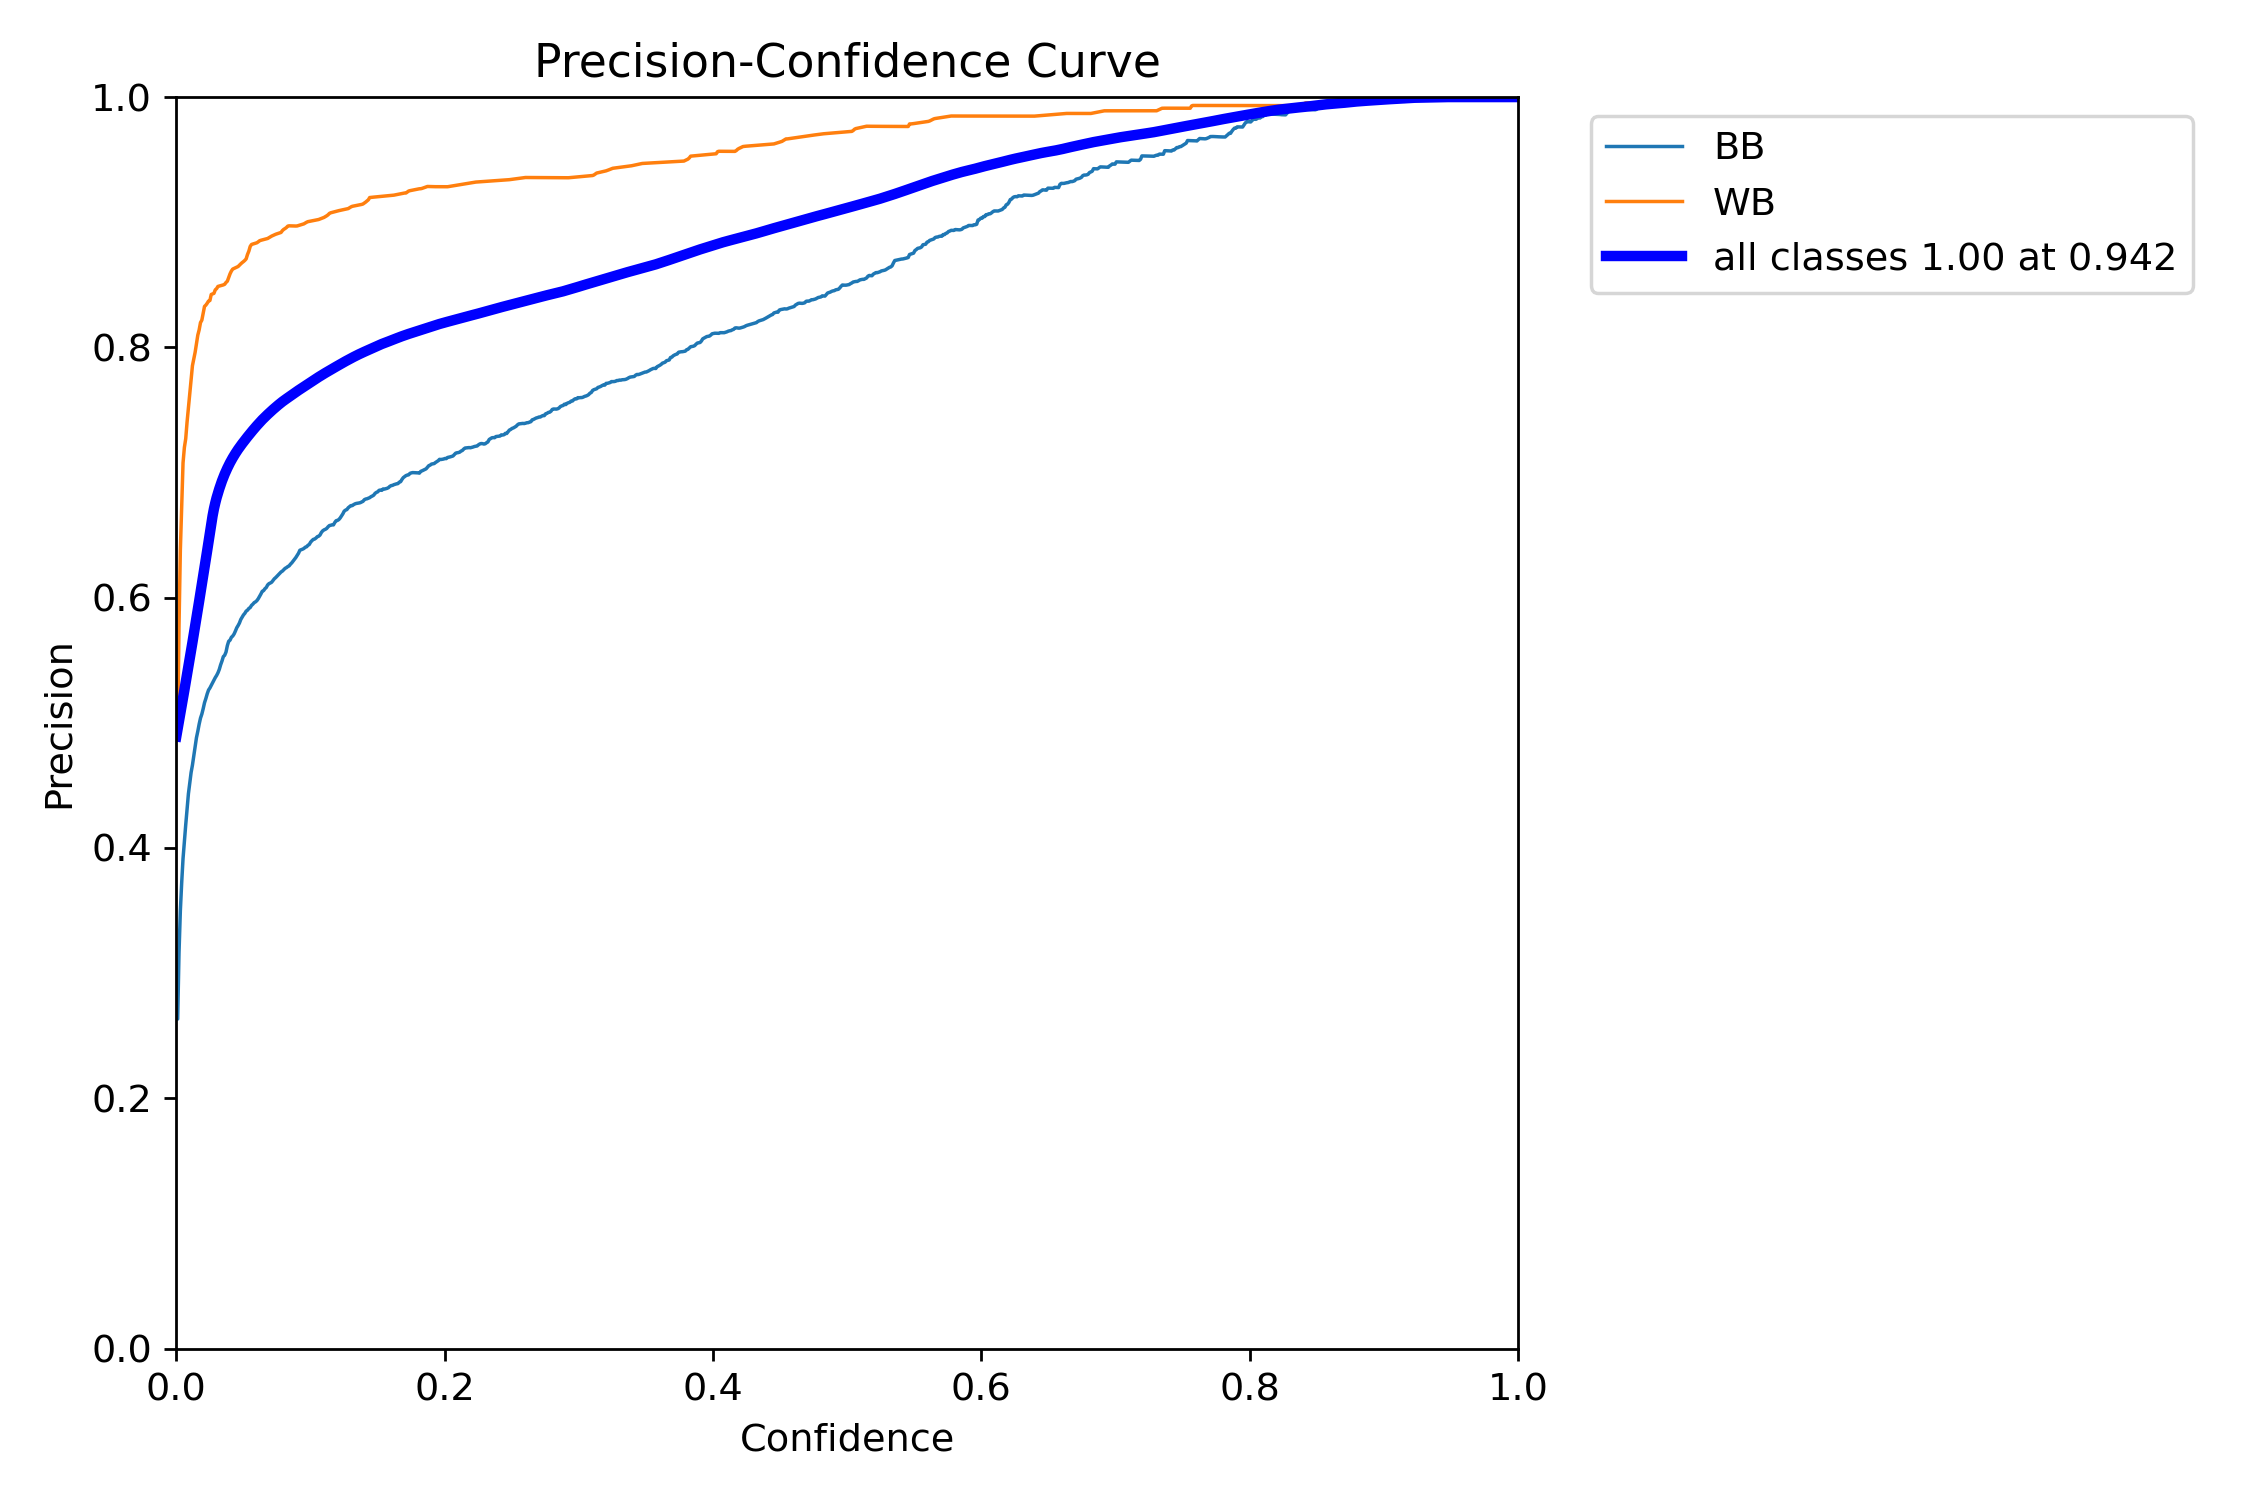 Precision-Confidence Curve
1.0
0.8
0.6
0.4
0.2
0.0
Precision
0.0 0.2 0.4 0.6 0.8 1.0
Confidence
BB
WB
all classes 1.00 at 0.942